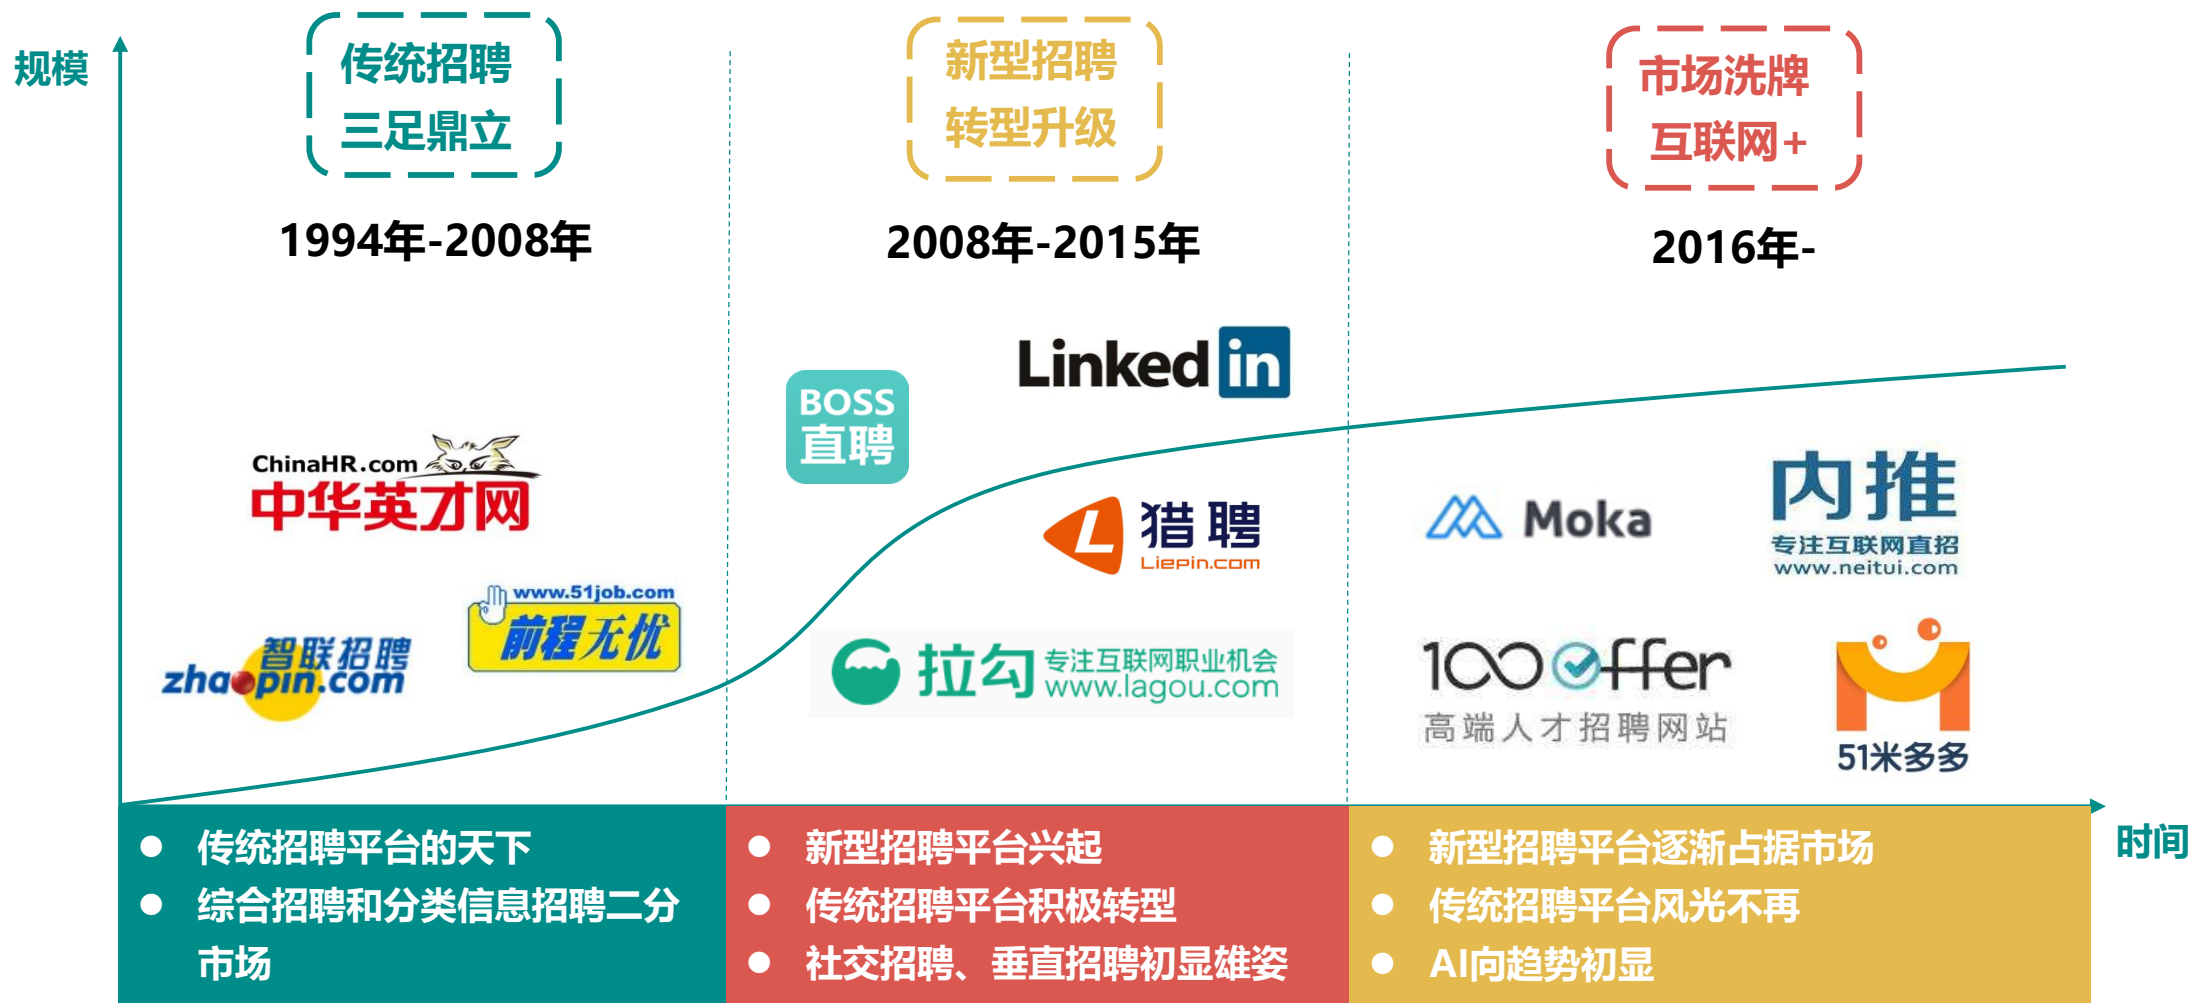 规模
传统招聘
三足鼎立
1994年-2008年
新型招聘
转型升级
2008年-2015年
市场洗牌
互联网+
2016年-
ChinaHR.com
中华英才网
www.51job.com
前程无忧
智联招聘
zhaopin.com
BOSS
直聘
Linked in
L
猎聘
Liepin.com
拉勾
专注互联网职业机会
www.lagou.com
Moka
内推
专注互联网直招
www.neitui.com
100offer
高端人才招聘网站
51米多多
传统招聘平台的天下
综合招聘和分类信息招聘二分
市场
新型招聘平台兴起
传统招聘平台积极转型
社交招聘、垂直招聘初显雄姿
新型招聘平台逐渐占据市场
传统招聘平台风光不再
AI向趋势初显
时间